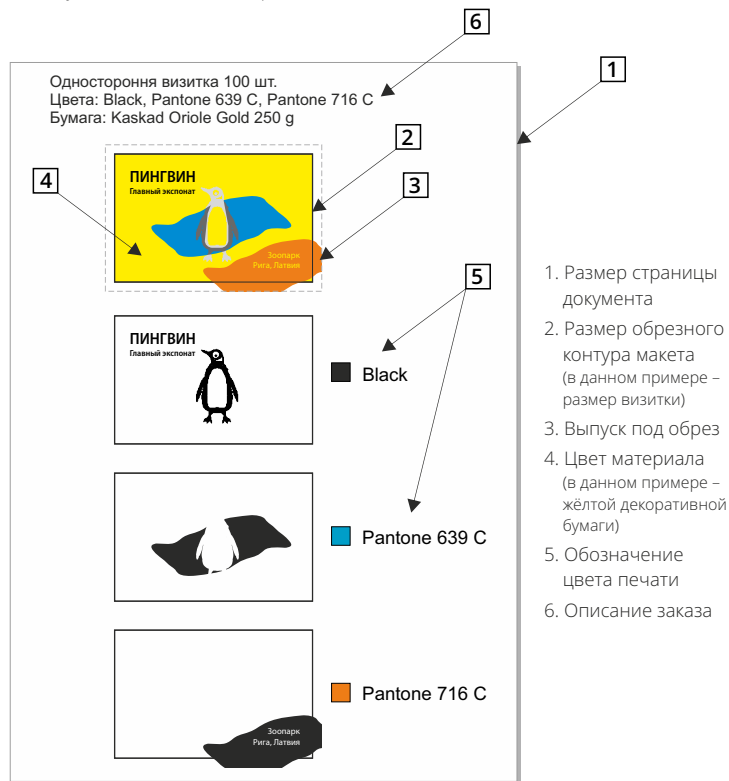 6
1
Одностороння визитка 100 шт.
Цвета: Black, Pantone 639 C, Pantone 716 C
Бумага: Kaskad Oriole Gold 250 g
2
4
3
ПИНГВИН
Главный экспонат
Зоопарк
Рига, Латвия
5
ПИНГВИН
Главный экспонат
Black
Pantone 639 C
Зоопарк
Рига, Латвия
Pantone 716 C
1. Размер страницы
документа
2. Размер обрезного
контура макета
(в данном примере –
размер визитки)
3. Выпуск под обрез
4. Цвет материала
(в данном примере –
жёлтой декоративной
бумаги)
5. Обозначение
цвета печати
6. Описание заказа